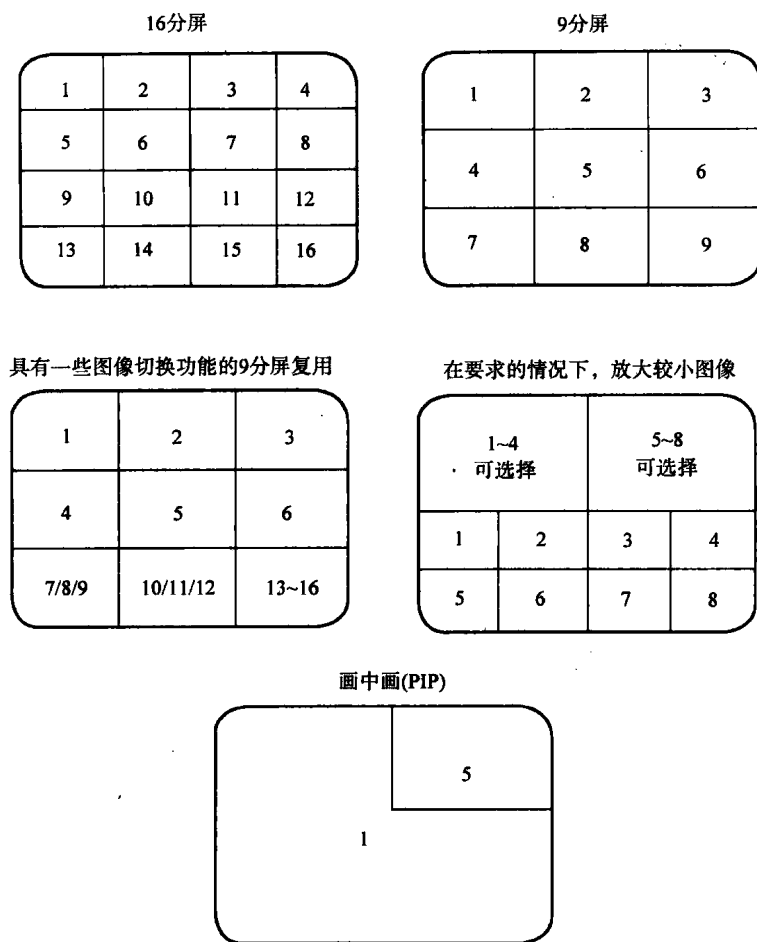 16分屏
1 2 3 4
5 6 7 8
9 10 11 12
13 14 15 16
9分屏
1 2 3
4 5 6
7 8 9
具有一些图像切换功能的9分屏复用
1 2 3
4 5 6
7/8/9 10/11/12 13~16
在要求的情况下，放大较小图像
1~4 5~8
可选择 可选择
1 2 3 4
5 6 7 8
画中画(PIP)
5
1